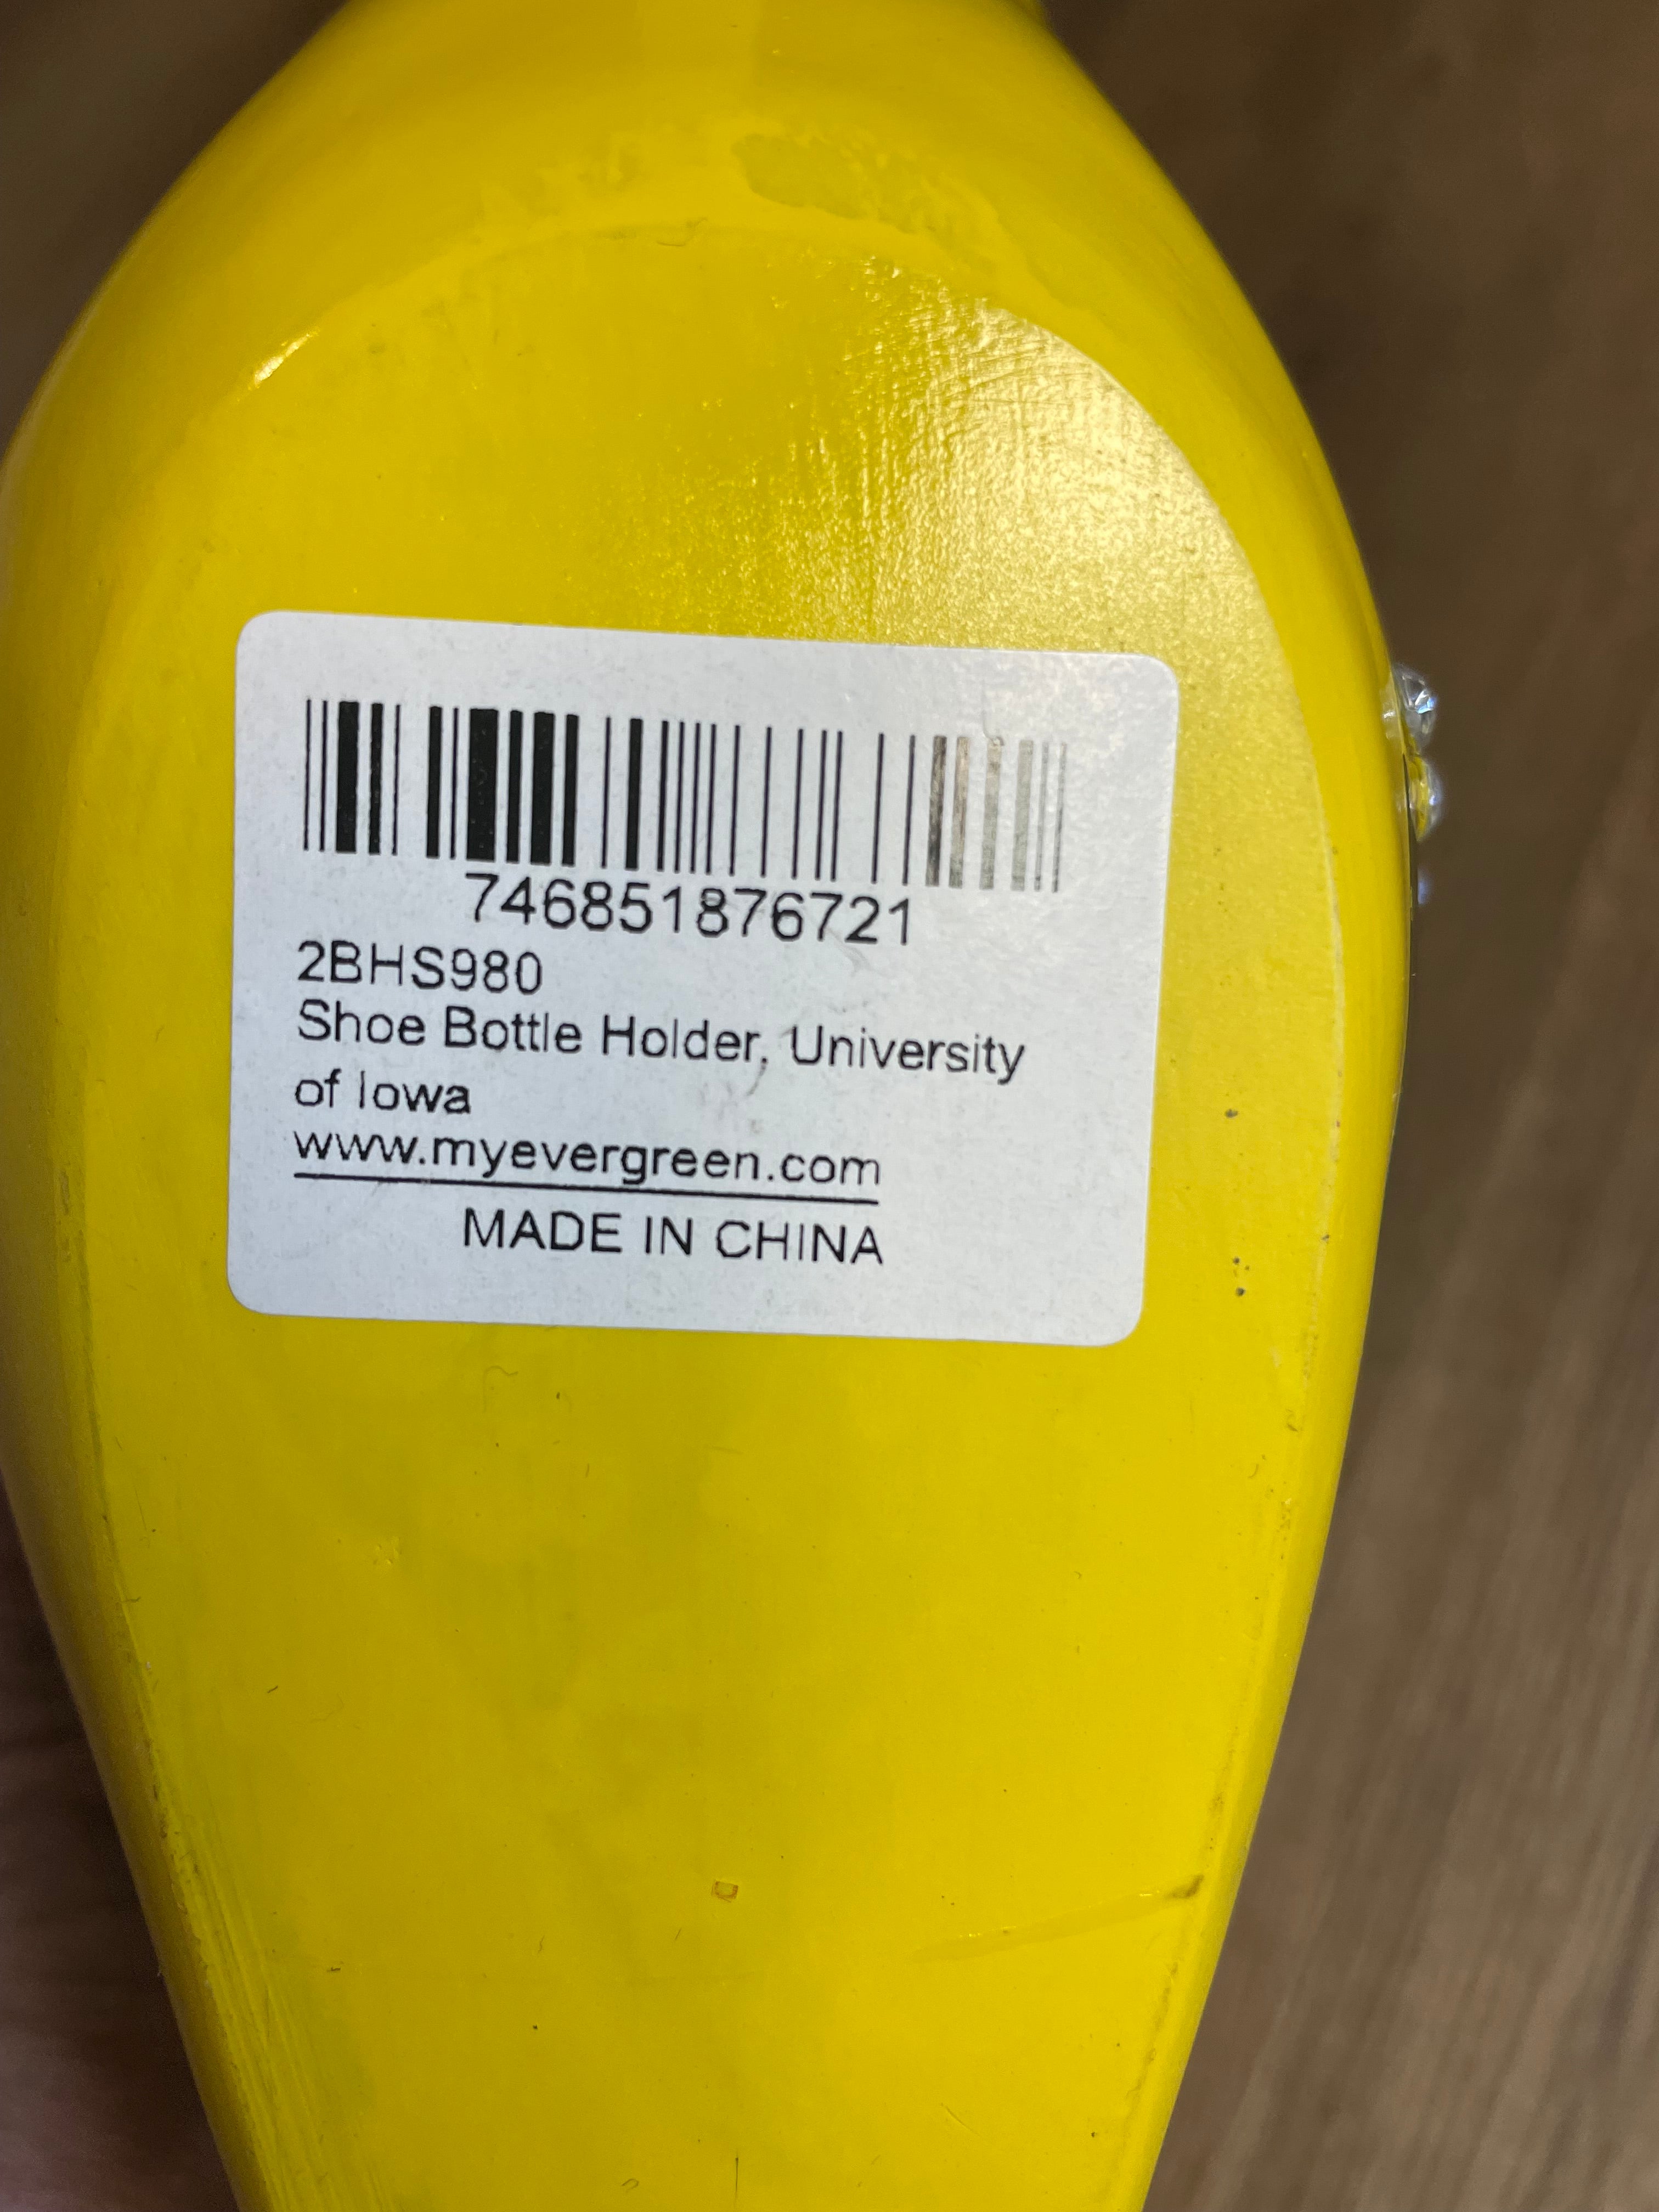 746851876721
2BHS980
Shoe Bottle Holder, University
of Iowa
www.myevergreen.com
MADE IN CHINA